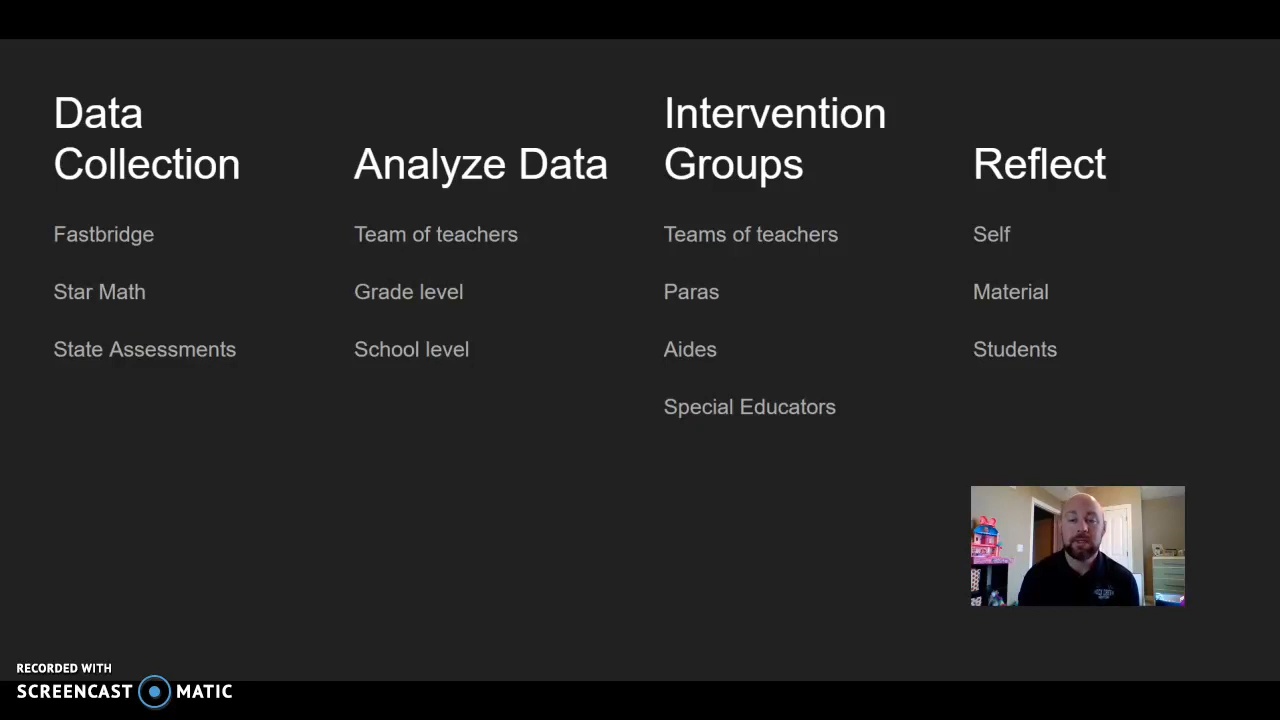 Data
Collection
Fastbridge
Star Math
State Assessments
Analyze Data
Team of teachers
Grade level
School level
Intervention
Groups
Teams of teachers
Paras
Aides
Special Educators
Reflect
Self
Material
Students
RECORDED WITH
SCREENCAST MATIC